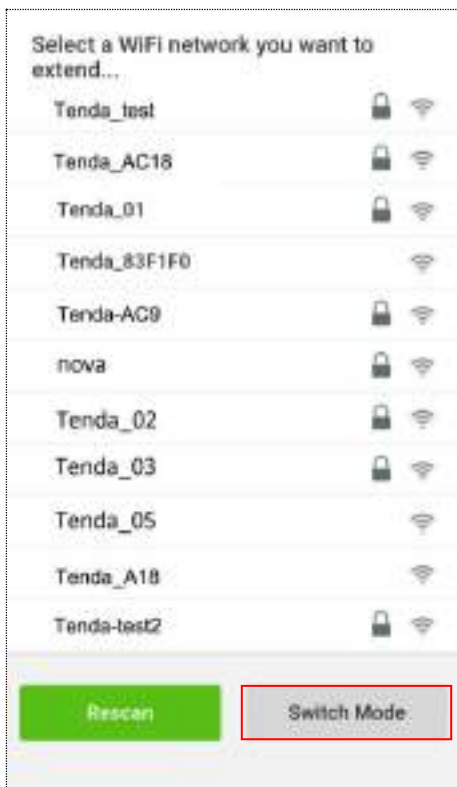 Select a WiFi network you want to
extend...
Tenda_test
Tenda_AC18
Tenda_01
Tenda_83F1F0
Tenda-AC9
nova
Tenda_02
Tenda_03
Tenda_05
Tenda_A18
Tenda-test2
Rescan Switch Mode